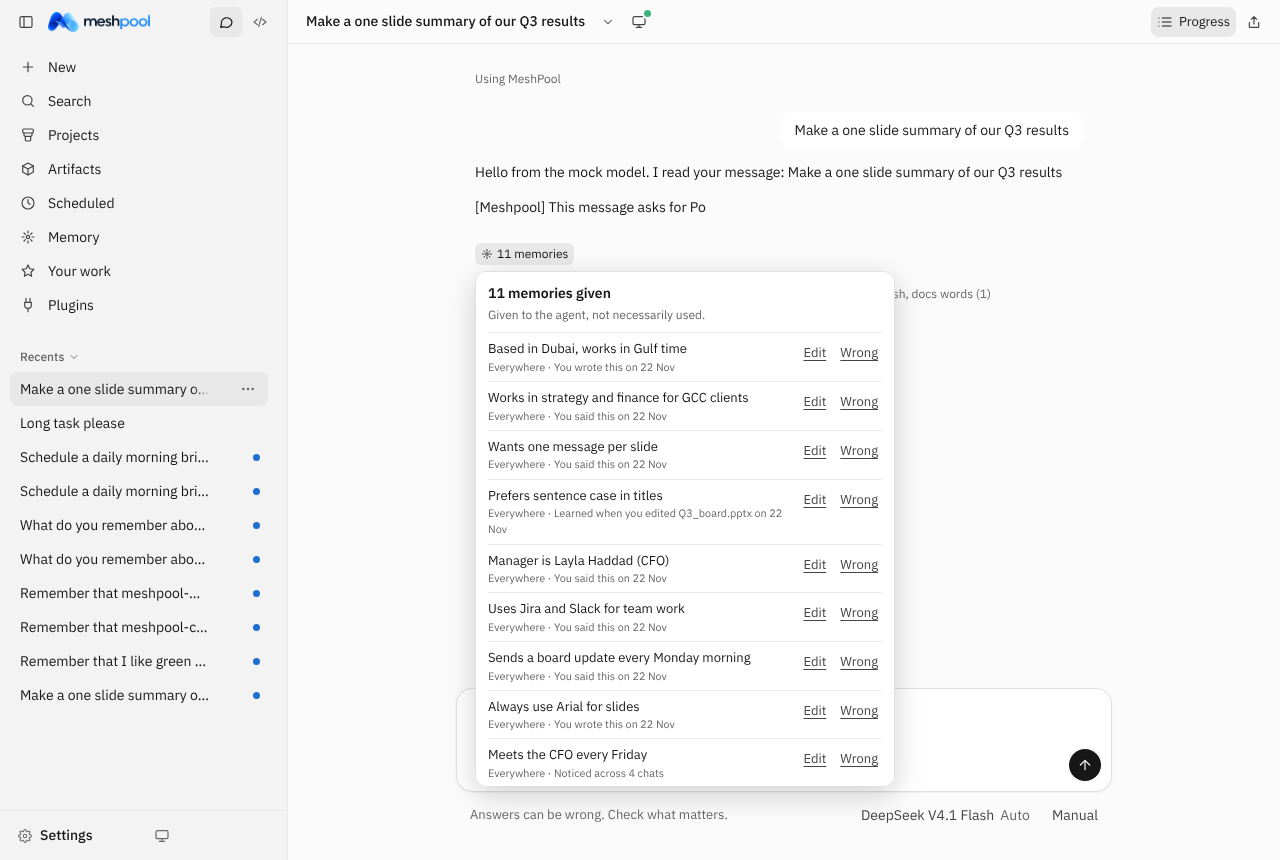 meshpool
Make a one slide summary of our Q3 results
Progress
New
Search
Projects
Artifacts
Scheduled
Memory
Your work
Plugins
Recents
Make a one slide summary o...
Long task please
Schedule a daily morning bri...
Schedule a daily morning bri...
What do you remember abo...
What do you remember abo...
Remember that meshpool-...
Remember that meshpool-c...
Remember that I like green ...
Make a one slide summary o...
Settings
Using MeshPool
Make a one slide summary of our Q3 results
Hello from the mock model. I read your message: Make a one slide summary of our Q3 results
[Meshpool] This message asks for Po
11 memories
docs words (1)
11 memories given
Given to the agent, not necessarily used.
Based in Dubai, works in Gulf time
Edit Wrong
Everywhere · You wrote this on 22 Nov
Works in strategy and finance for GCC clients
Edit Wrong
Everywhere · You said this on 22 Nov
Wants one message per slide
Edit Wrong
Everywhere · You said this on 22 Nov
Prefers sentence case in titles
Edit Wrong
Everywhere · Learned when you edited Q3_board.pptx on 22
Nov
Manager is Layla Haddad (CFO)
Edit Wrong
Everywhere · You said this on 22 Nov
Uses Jira and Slack for team work
Edit Wrong
Everywhere · You said this on 22 Nov
Sends a board update every Monday morning
Edit Wrong
Everywhere · You said this on 22 Nov
Always use Arial for slides
Edit Wrong
Everywhere · You wrote this on 22 Nov
Meets the CFO every Friday
Edit Wrong
Everywhere · Noticed across 4 chats
Answers can be wrong. Check what matters.
DeepSeek V4.1 Flash Auto
Manual